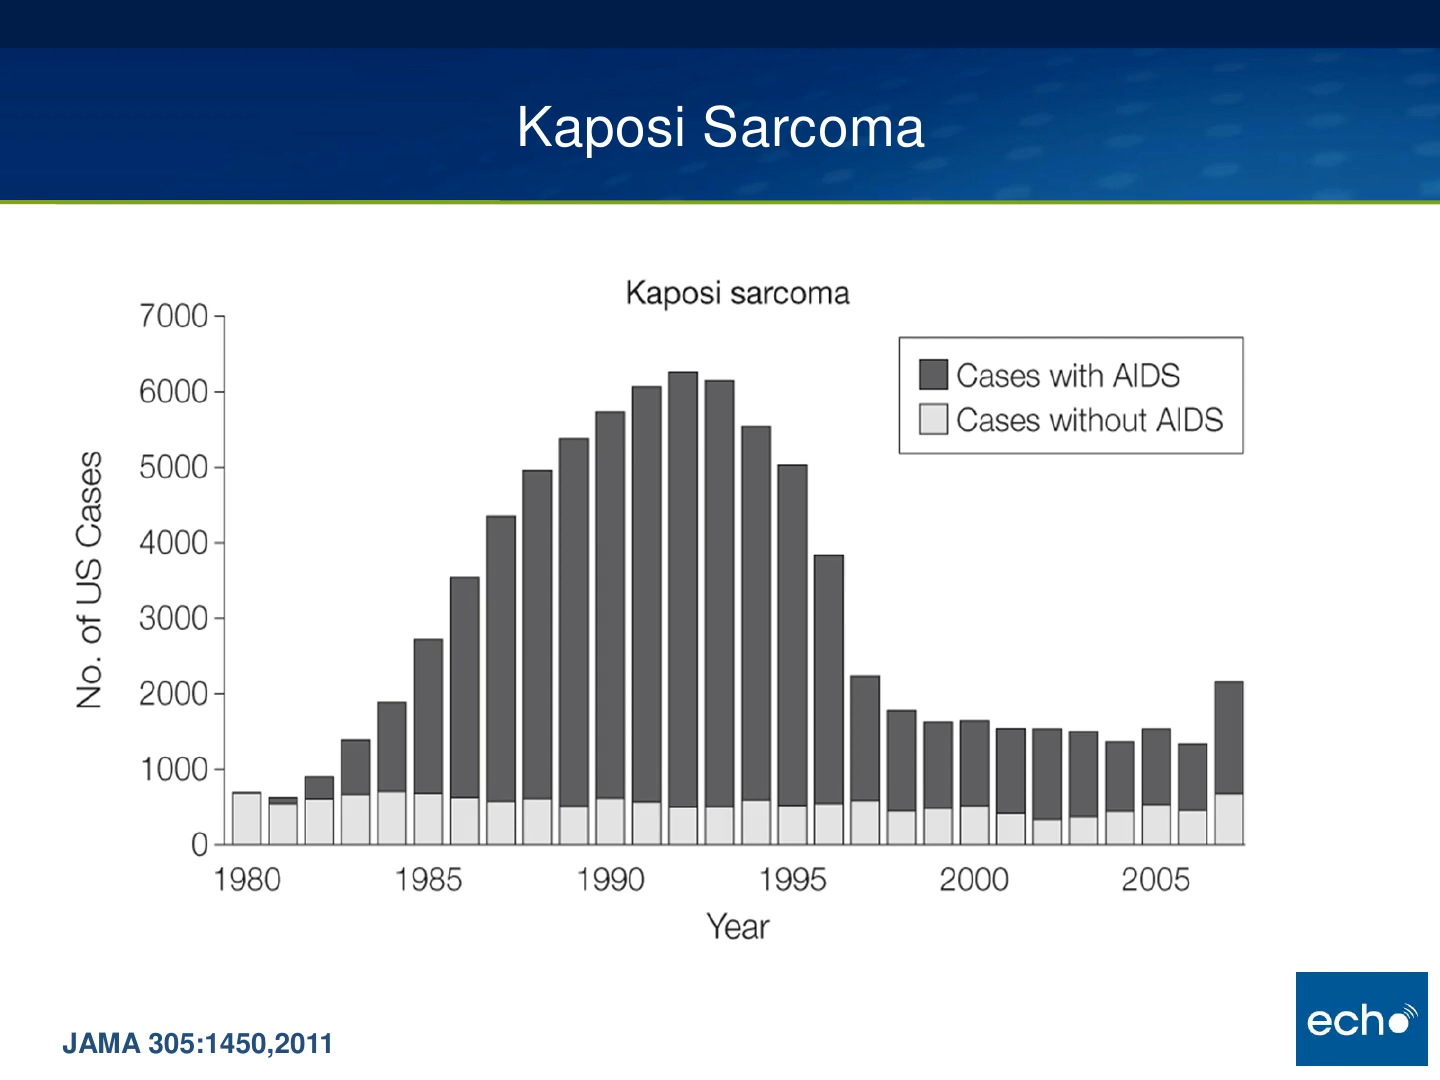 Kaposi Sarcoma
Kaposi sarcoma
7000
6000
5000
4000
3000
2000
1000
0
No. of US Cases
Cases with AIDS
Cases without AIDS
1980 1985 1990 1995 2000 2005
Year
JAMA 305:1450,2011
echo